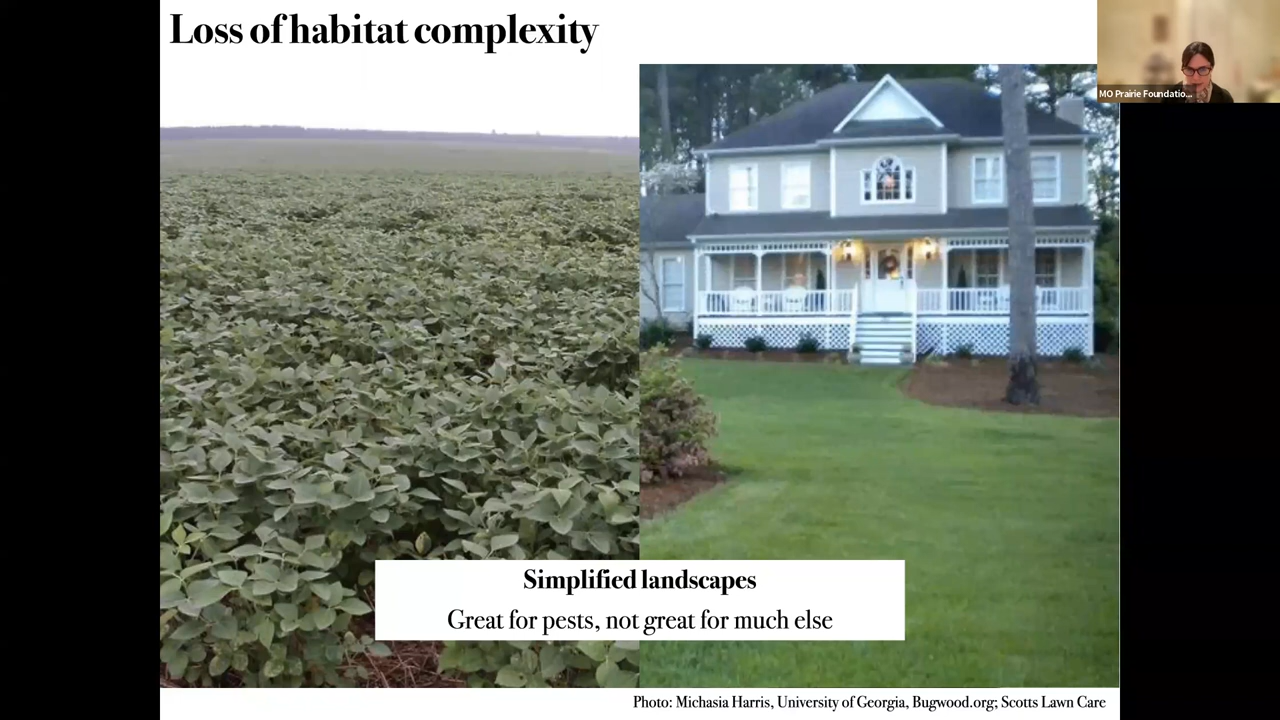 Loss of habitat complexity
MO Prairie Foundatio...
Simplified landscapes
Great for pests, not great for much else
Photo: Michasia Harris, University of Georgia, Bugwood.org; Scotts Lawn Care